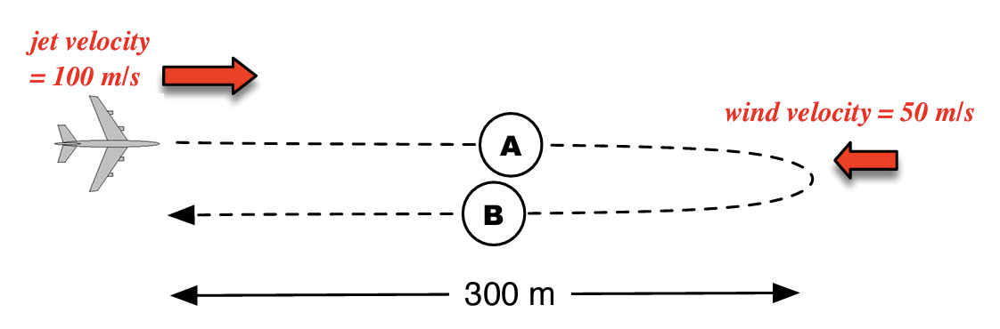 jet velocity
= 100 m/s
wind velocity = 50 m/s
A
B
300 m